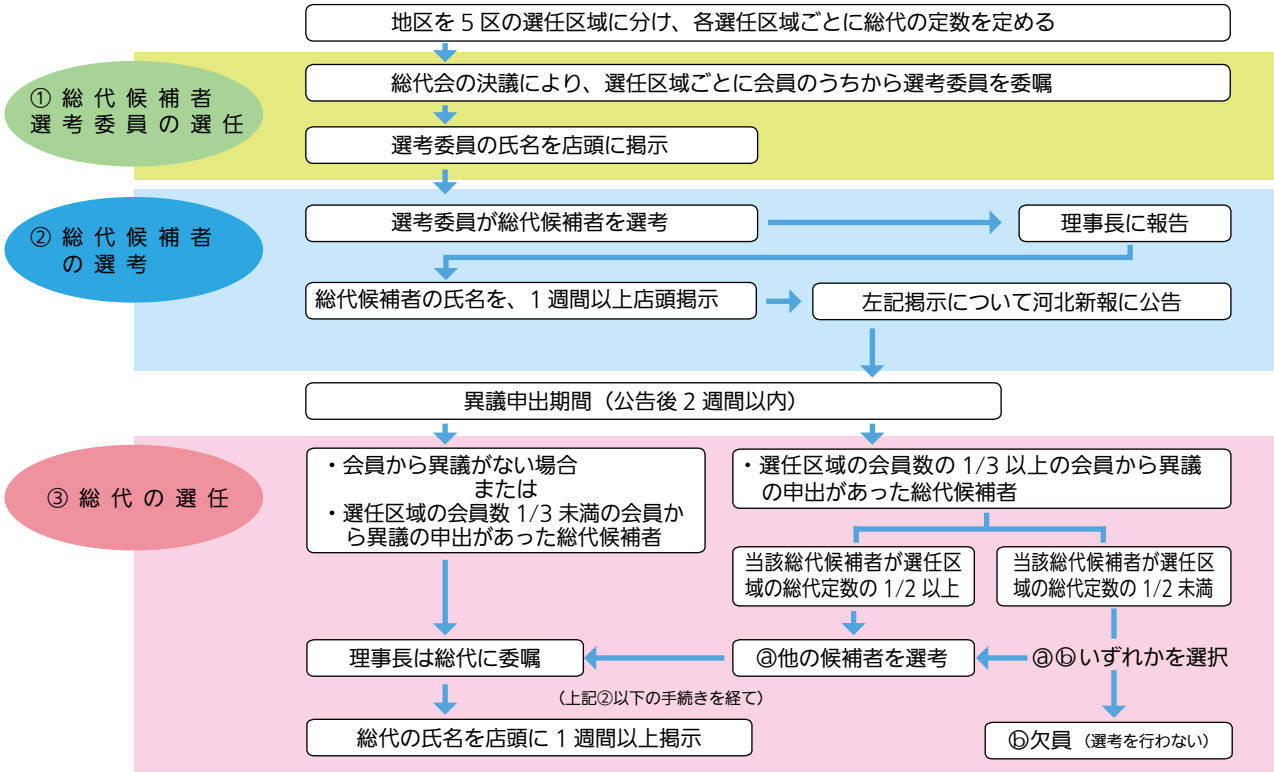 地区を5区の選任区域に分け、各選任区域ごとに総代の定数を定める
①総代候補者
選考委員の選任
総代会の決議により、選任区域ごとに会員のうちから選考委員を委嘱
選考委員の氏名を店頭に掲示
②総代候補者
の選考
選考委員が総代候補者を選考
理事長に報告
総代候補者の氏名を、1週間以上店頭掲示
左記掲示について河北新報に公告
異議申出期間（公告後2週間以内）
③総代の選任
・会員から異議がない場合
または
・選任区域の会員数1/3未満の会員か
ら異議の申出があった総代候補者
・選任区域の会員数の1/3以上の会員から異議
の申出があった総代候補者
当該総代候補者が選任区
域の総代定数の1/2以上
当該総代候補者が選任区
域の総代定数の1/2未満
理事長は総代に委嘱
ⓐ他の候補者を選考
ⓐⓑいずれかを選択
（上記②以下の手続きを経て）
総代の氏名を店頭に1週間以上掲示
ⓑ欠員（選考を行わない）